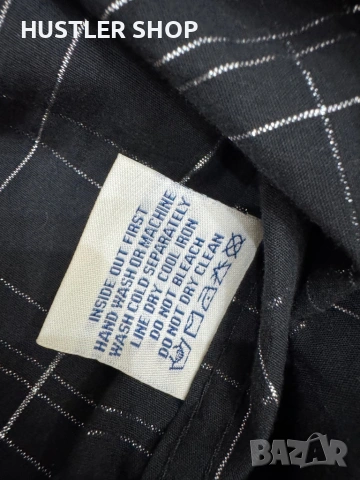 HUSTLER SHOP
INSIDE OUT FIRST
HAND WASH OR MACHINE
WASH COLD SEPARATELY
LINE DRY COOL IRON
DO NOT BLEACH
DO NOT DRY CLEAN
BAZAR